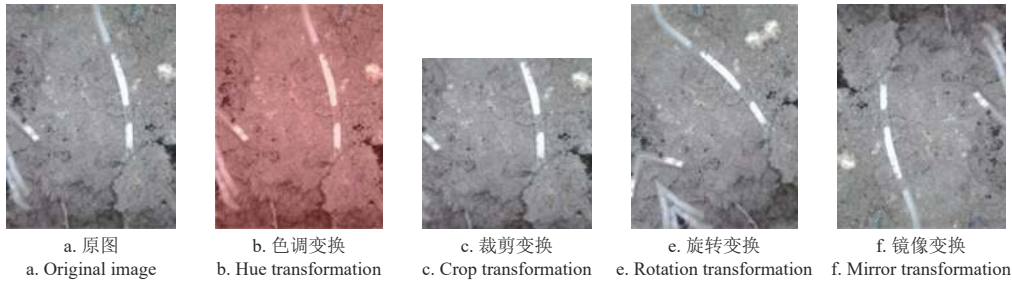 a. 原图
a. Original image
b. 色调变换
b. Hue transformation
c. 裁剪变换
c. Crop transformation
e. 旋转变换
e. Rotation transformation
f. 镜像变换
f. Mirror transformation